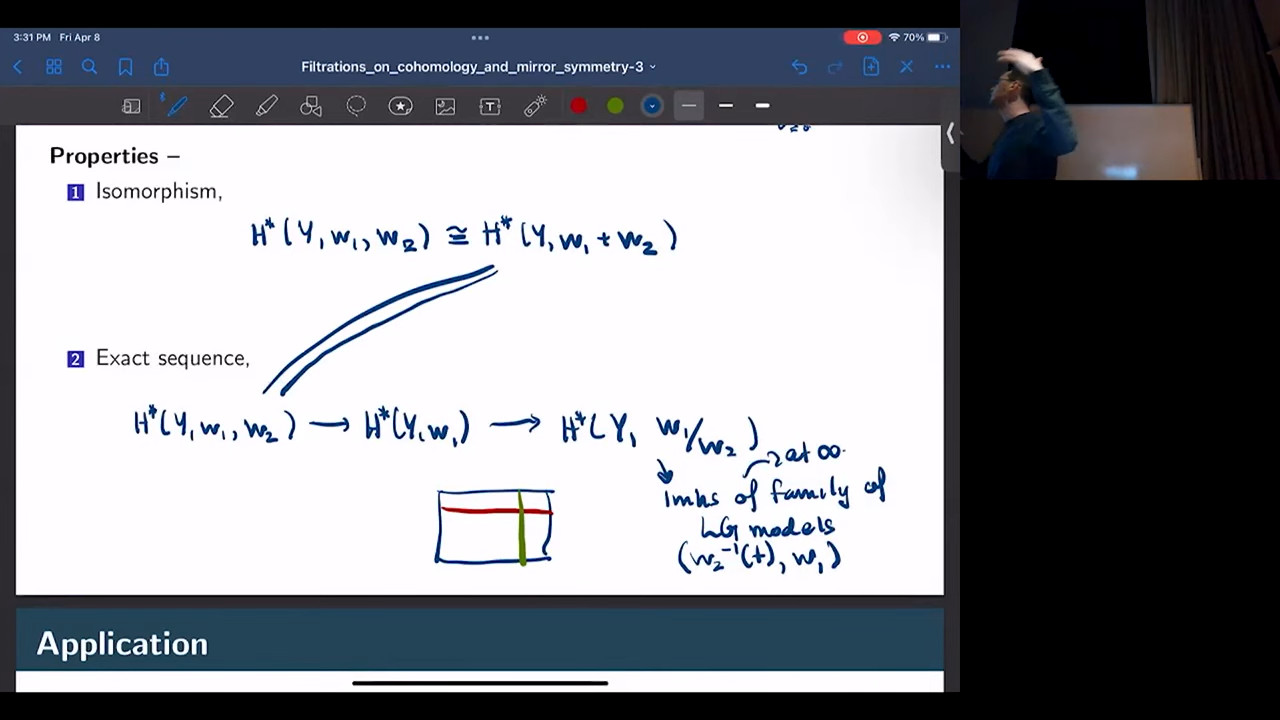 3:31 PM Fri Apr 8
70%
Filtrations_on_cohomology_and_mirror_symmetry-3
Properties –
1 Isomorphism,
H*(Y, w₁, w₂) ≅ H*(Y, w₁ + w₂)
2 Exact sequence,
H*(Y, w₁, w₂) → H*(Y, w₁) → H*(Y, w₁/w₂)
at ∞.
lmhs of family of
LG models
(w₂⁻¹(t), w₁)
Application